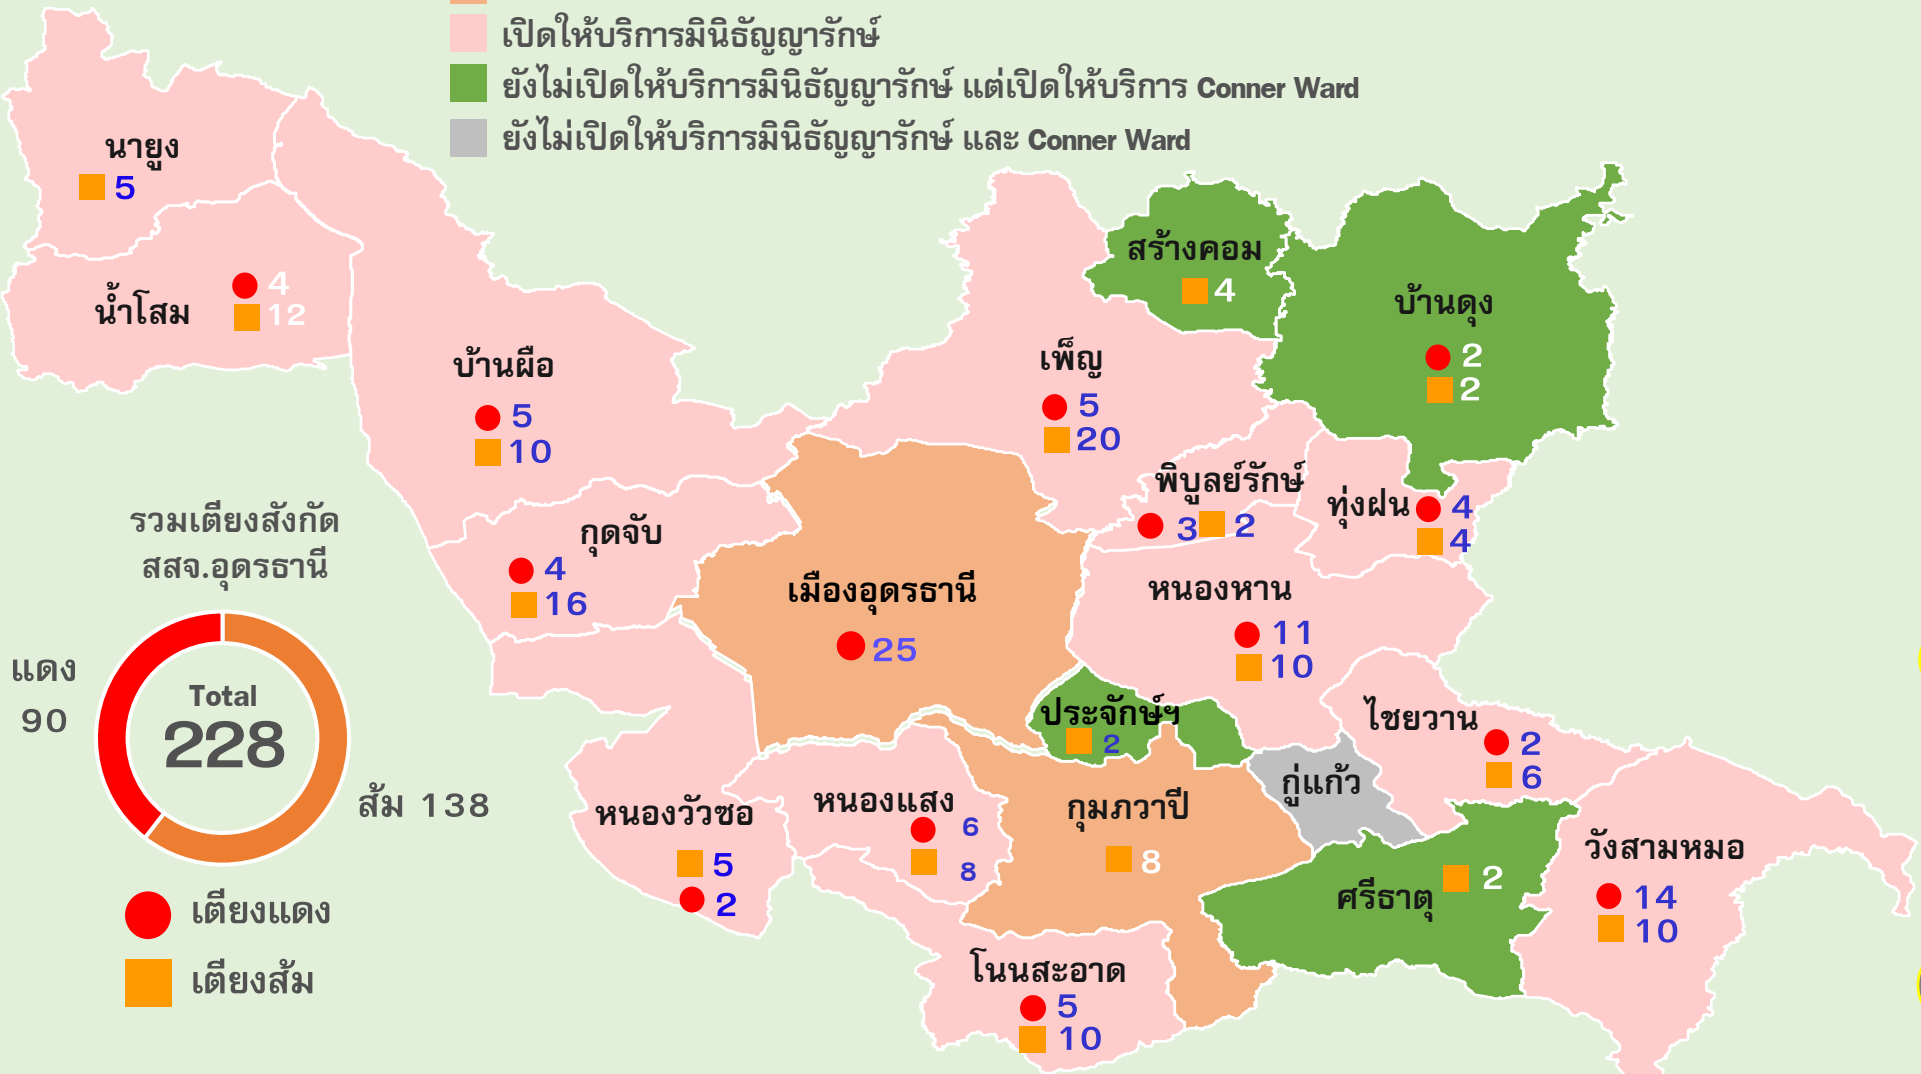 เปิดให้บริการมินิธัญญารักษ์
ยังไม่เปิดให้บริการมินิธัญญารักษ์ แต่เปิดให้บริการ Conner Ward
ยังไม่เปิดให้บริการมินิธัญญารักษ์ และ Conner Ward
นายูง
5
น้ำโสม
4
12
บ้านผือ
5
10
เพ็ญ
5
20
สร้างคอม
4
บ้านดุง
2
2
พิบูลย์รักษ์
3 2
ทุ่งฝน
4
4
กุดจับ
4
16
เมืองอุดรธานี
25
หนองหาน
11
10
ประจักษ์ฯ
2
ไชยวาน
2
6
กู่แก้ว
หนองวัวซอ
5
2
หนองแสง
6
8
กุมภวาปี
8
ศรีธาตุ
2
วังสามหมอ
14
10
โนนสะอาด
5
10
รวมเตียงสังกัด
สสจ.อุดรธานี
แดง
90
Total
228
ส้ม 138
เตียงแดง
เตียงส้ม